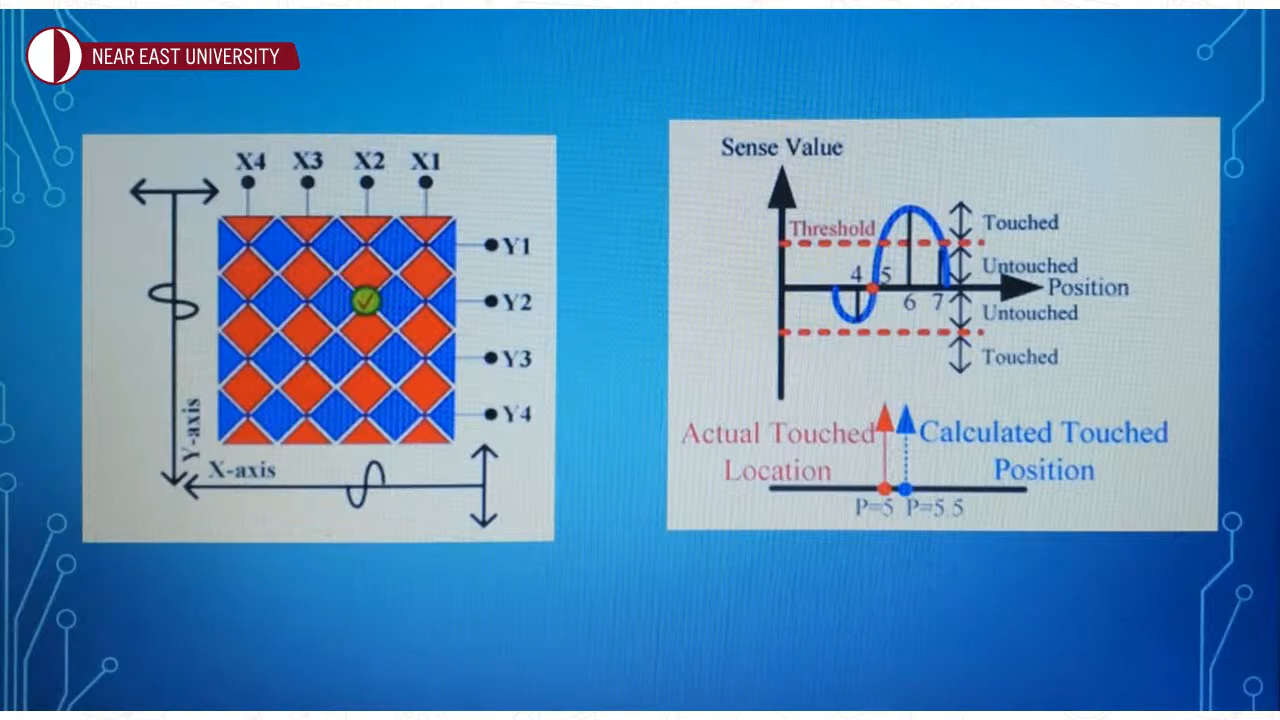 NEAR EAST UNIVERSITY
X4 X3 X2 X1
Y1
Y2
Y3
Y4
Y-axis
X-axis
Sense Value
Threshold
Touched
4 5
Untouched
Position
6 7
Untouched
Touched
Actual Touched
Location
Calculated Touched
Position
P=5 P=5.5